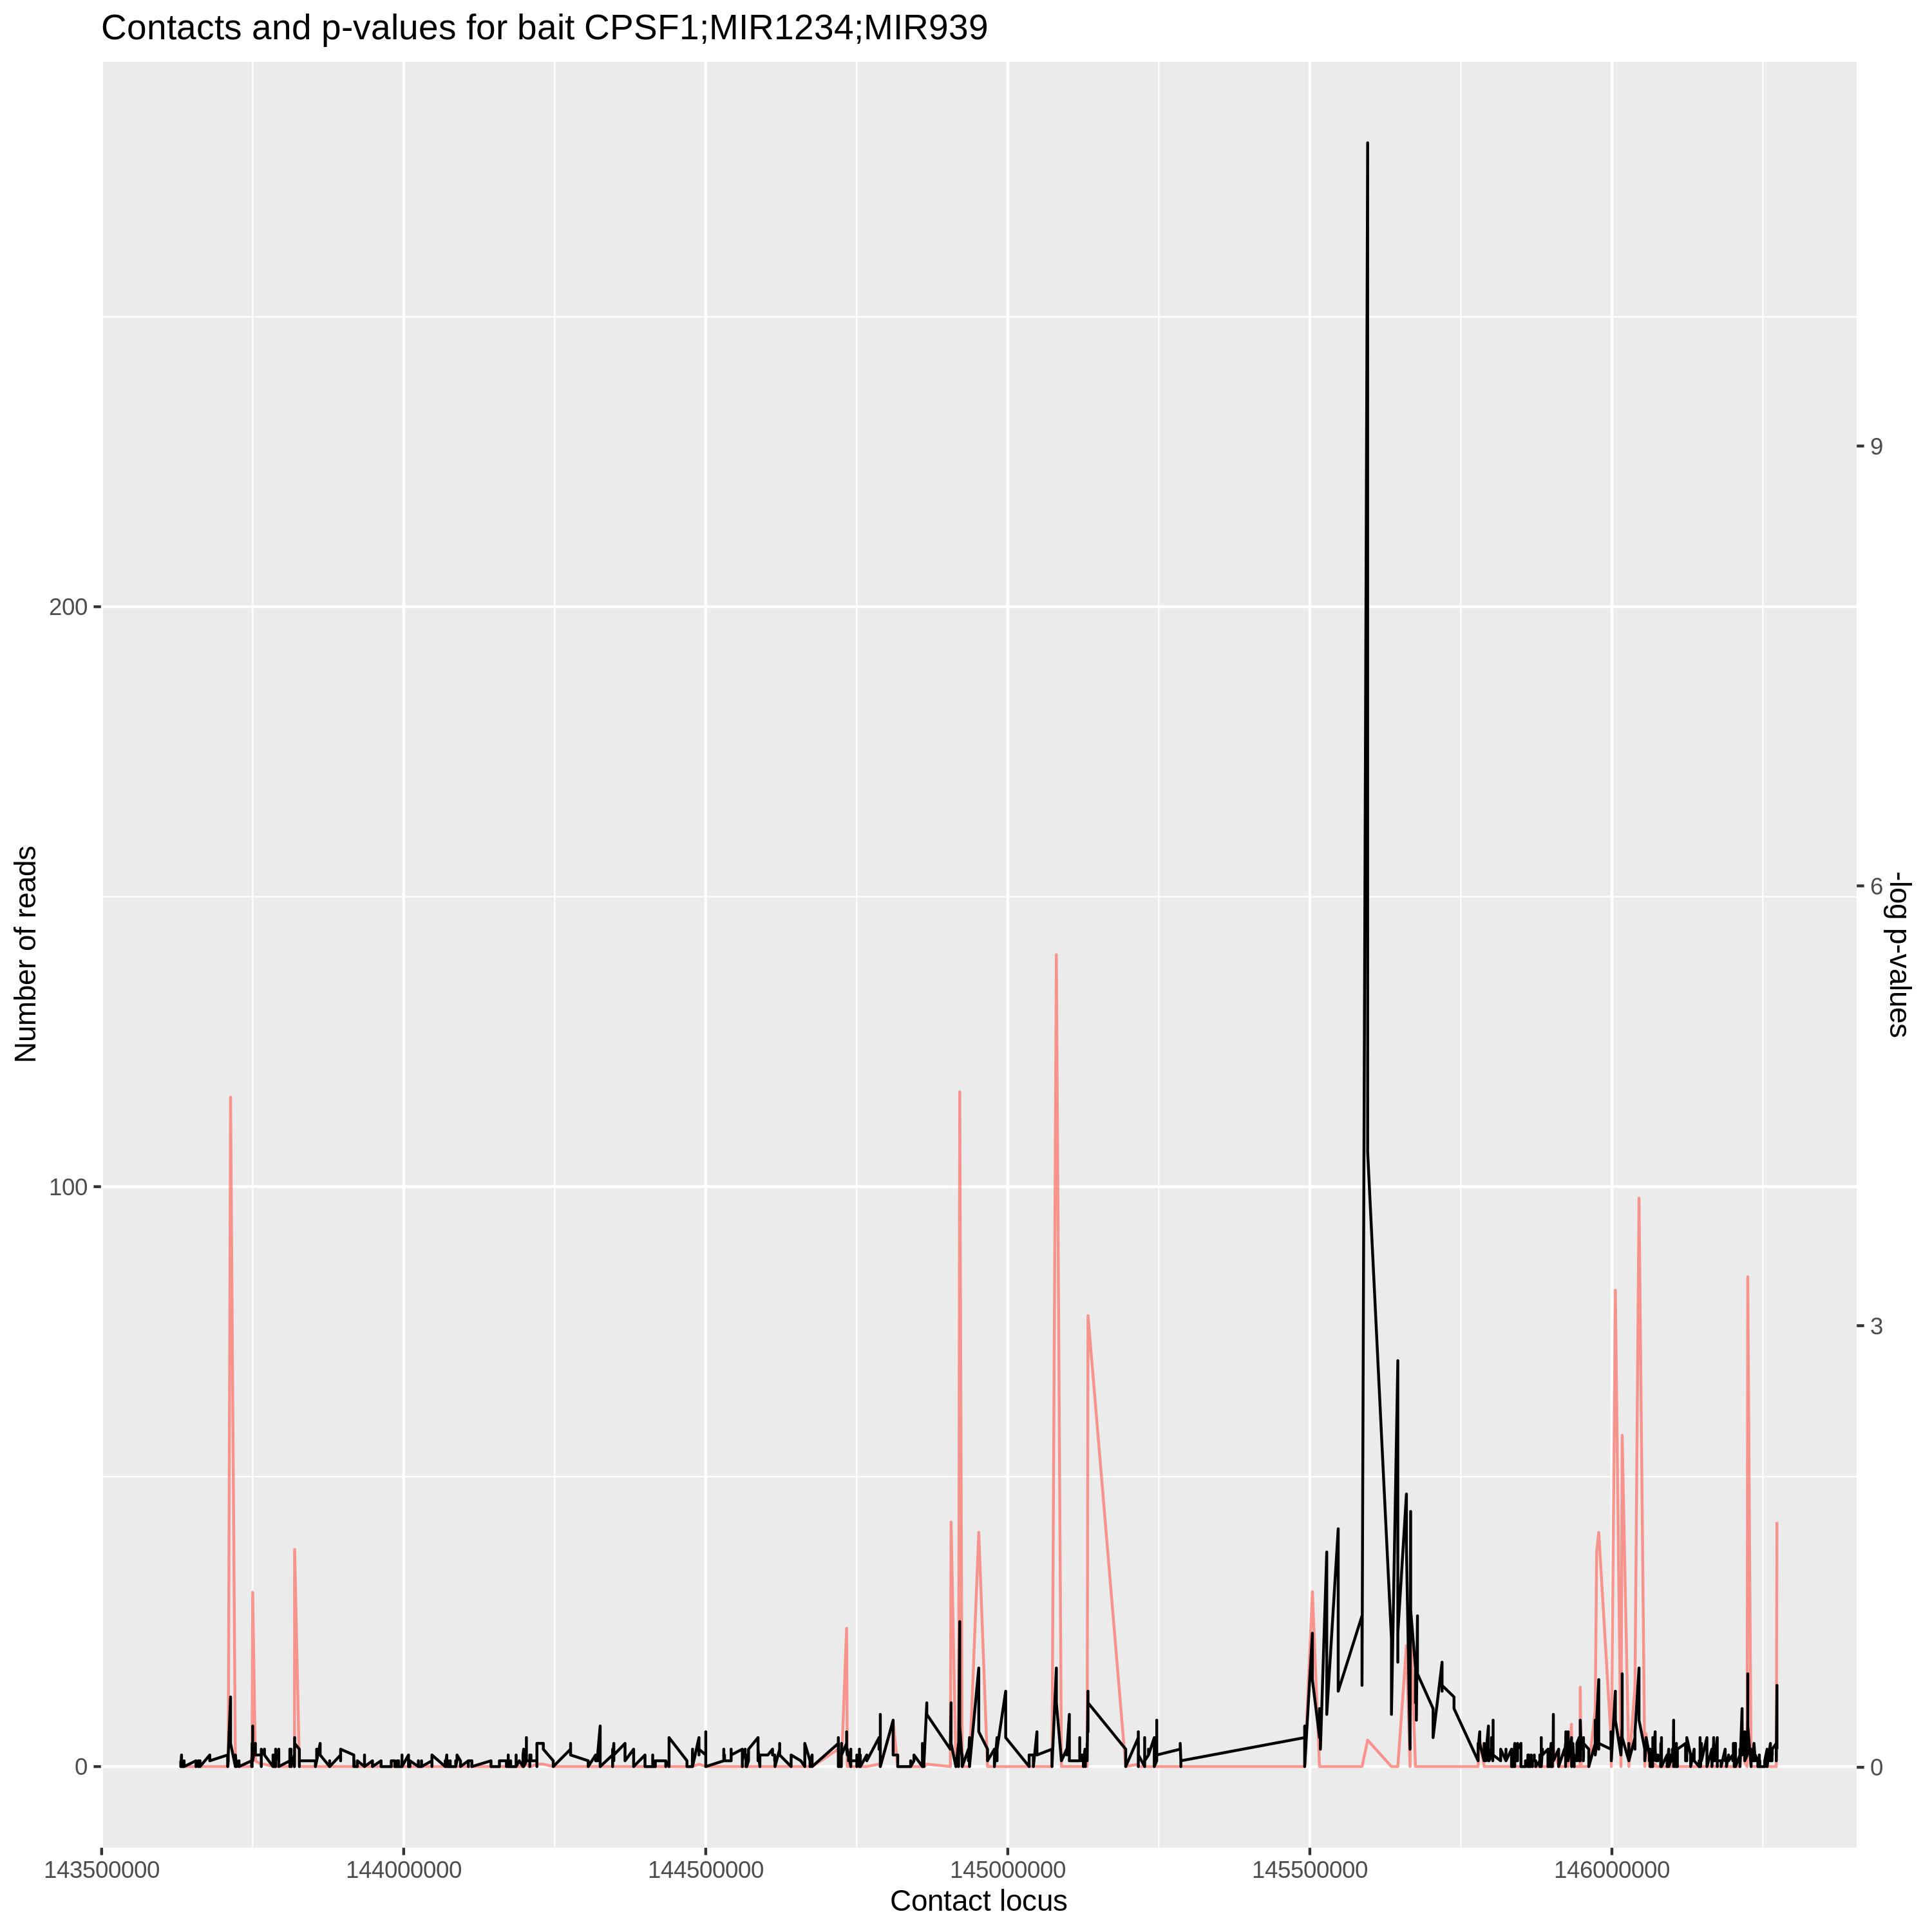 Contacts and p-values for bait CPSF1;MIR1234;MIR939
Number of reads
200
100
0
9
6
3
0
-log p-values
143500000 144000000 144500000 145000000 145500000 146000000
Contact locus